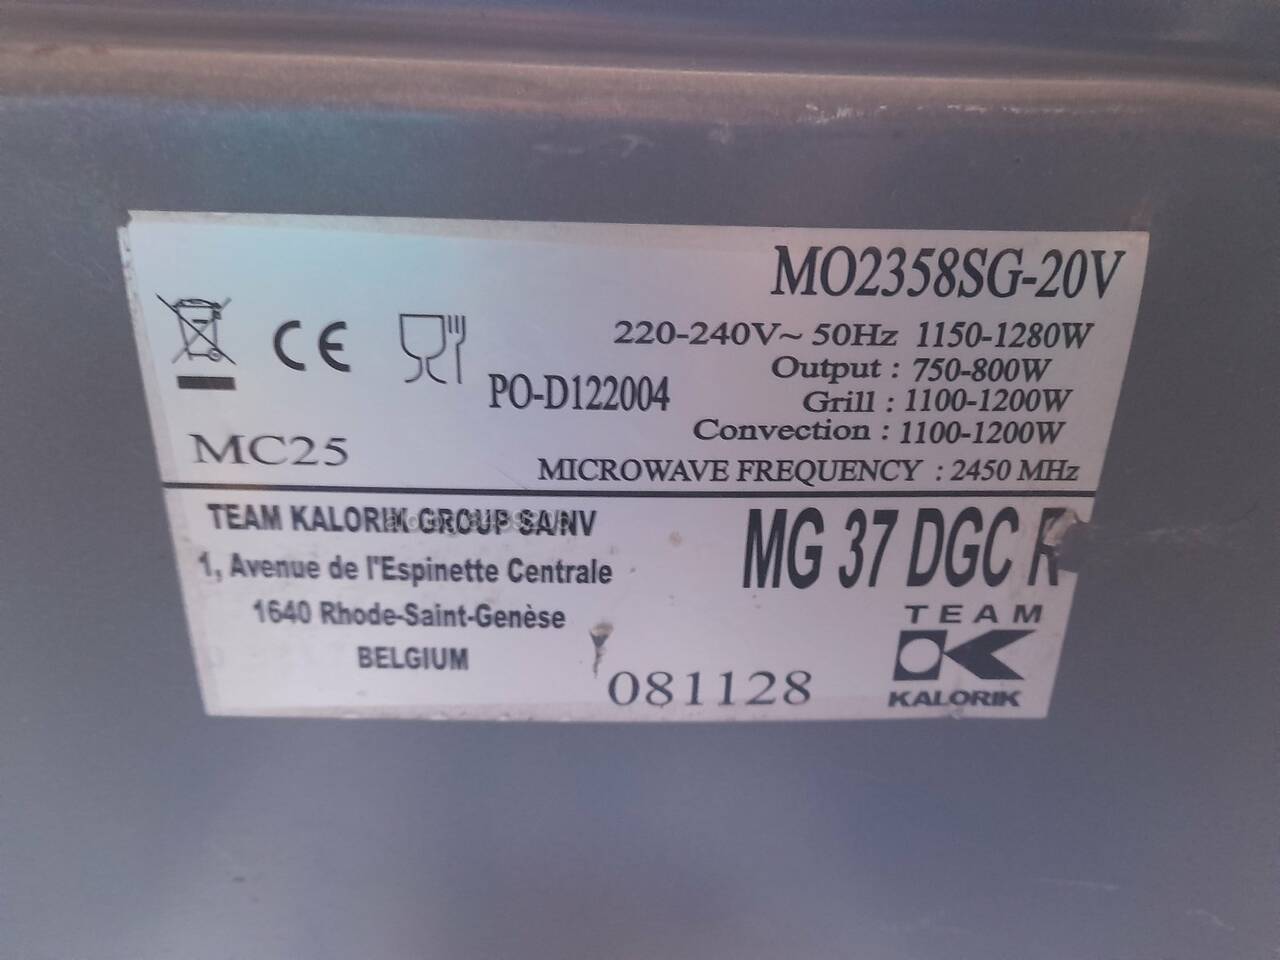 MO2358SG-20V
220-240V~ 50Hz 1150-1280W
Output : 750-800W
PO-D122004
Grill : 1100-1200W
Convection : 1100-1200W
MC25
MICROWAVE FREQUENCY : 2450 MHz
TEAM KALORIK GROUP SA/NV
1, Avenue de l'Espinette Centrale
1640 Rhode-Saint-Genèse
BELGIUM
081128
MG 37 DGC R
TEAM
KALORIK